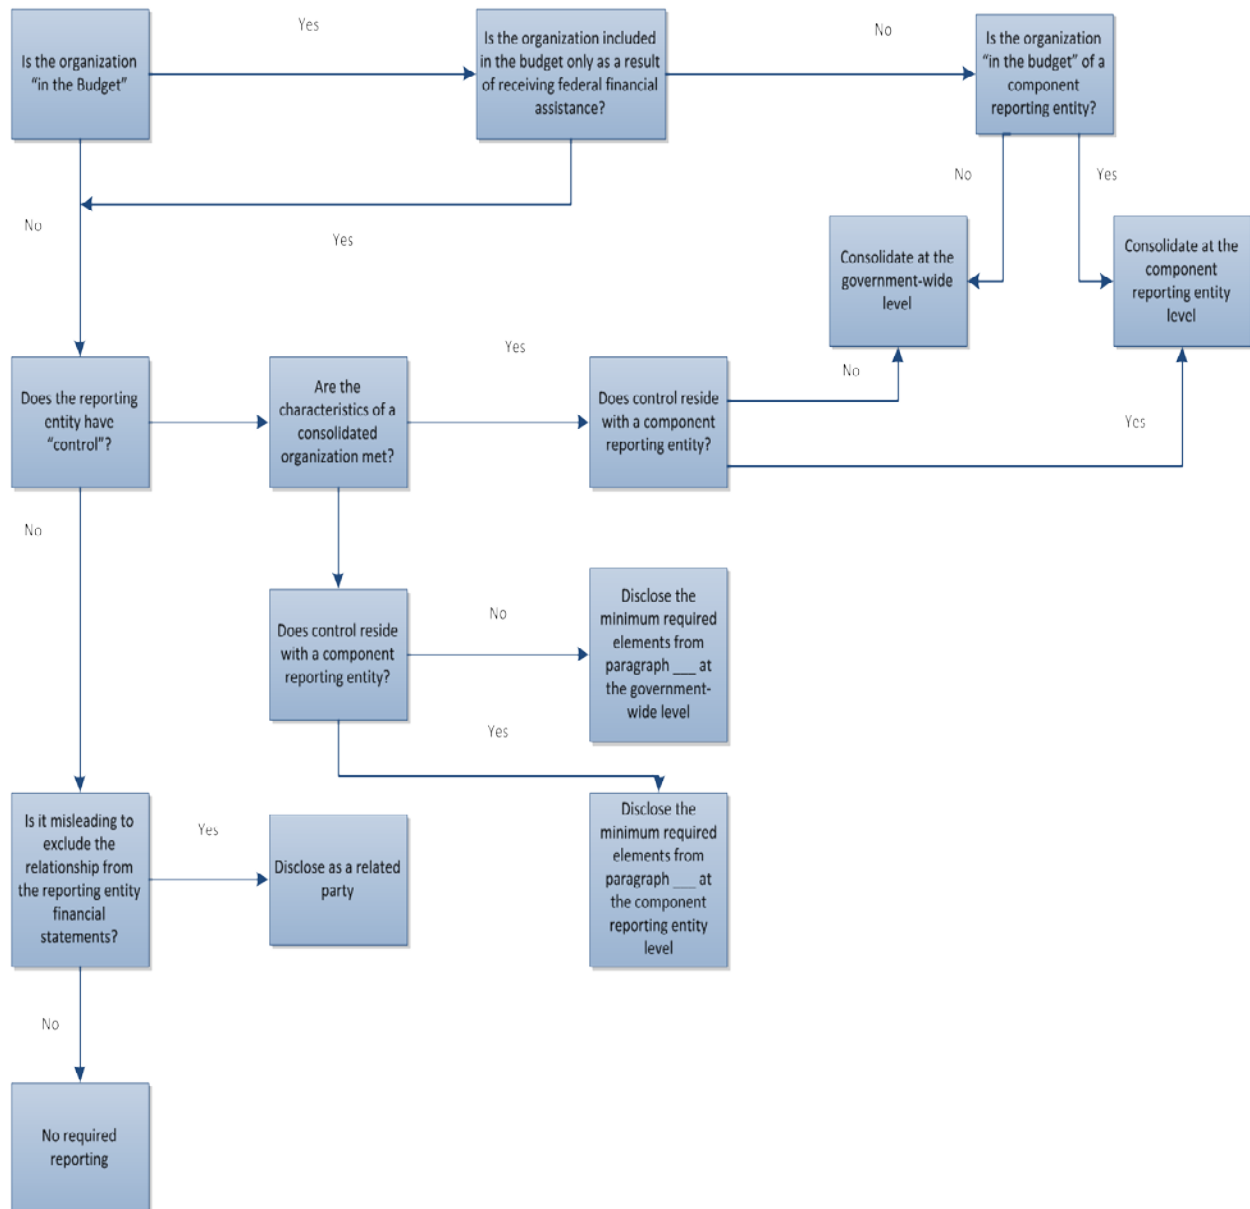 Yes
No
Is the organization
"in the Budget"
Is the organization included
in the budget only as a result
of receiving federal financial
assistance?
Is the organization
"in the budget" of a
component
reporting entity?
No
Yes
No
Yes
Consolidate at the
government-wide
level
Consolidate at the
component
reporting entity
level
Yes
No
Does the reporting
entity have
"control"?
Are the
characteristics of a
consolidated
organization met?
Does control reside
with a component
reporting entity?
Yes
No
Does control reside
with a component
reporting entity?
No
Disclose the
minimum required
elements from
paragraph ___ at
the government-
wide level
Yes
Is it misleading to
exclude the
relationship from
the reporting entity
financial
statements?
Yes
Disclose as a related
party
Disclose the
minimum required
elements from
paragraph ___ at
the component
reporting entity
level
No
No required
reporting